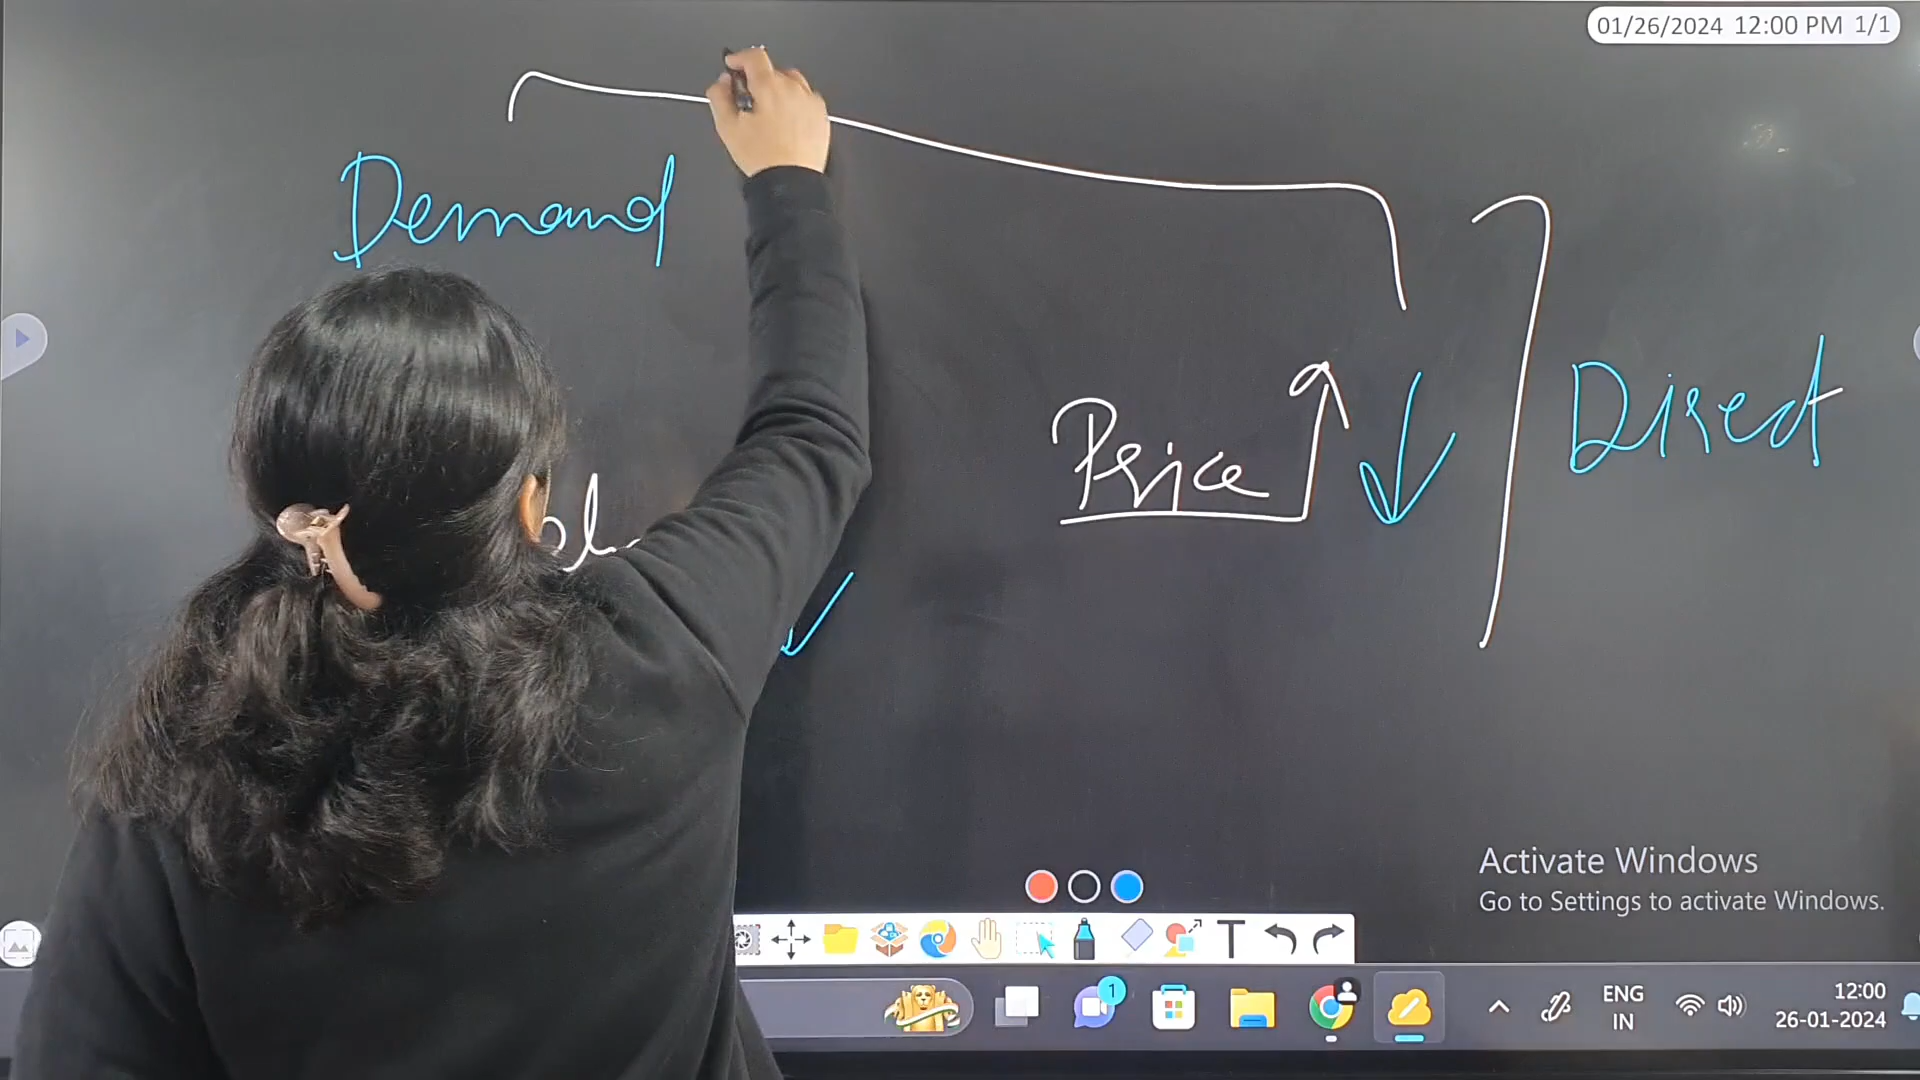 01/26/2024 12:00 PM 1/1
Demand
Price
Direct
Activate Windows
Go to Settings to activate Windows.
1
T
ENG
IN
12:00
26-01-2024